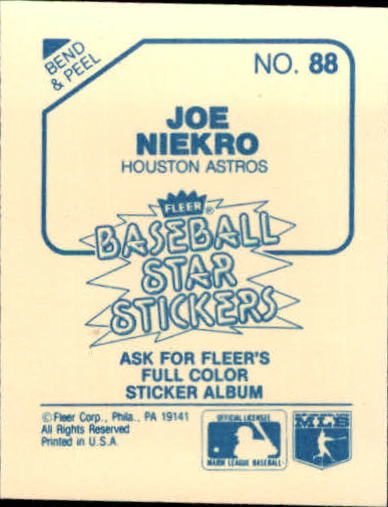 BEND
& PEEL
NO. 88
JOE
NIEKRO
HOUSTON ASTROS
FLEER®
BASEBALL
STAR
STICKERS
ASK FOR FLEER'S
FULL COLOR
STICKER ALBUM
© Fleer Corp., Phila., PA 19141
All Rights Reserved
Printed in U.S.A.
OFFICIAL LICENSEE
MAJOR LEAGUE BASEBALL
MLB